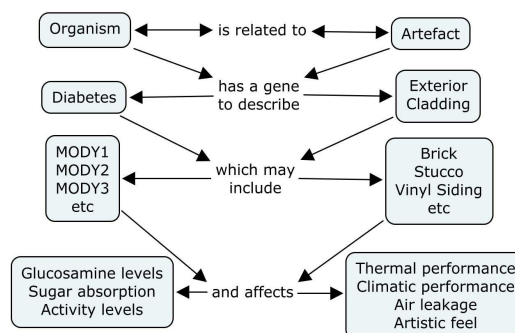 Organism
is related to
Artefact
has a gene
to describe
Diabetes
Exterior
Cladding
MODY1
MODY2
MODY3
etc
which may
include
Brick
Stucco
Vinyl Siding
etc
Glucosamine levels
Sugar absorption
Activity levels
and affects
Thermal performance
Climatic performance
Air leakage
Artistic feel